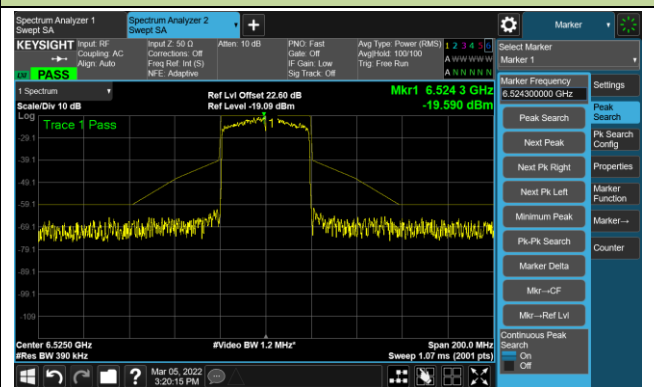 Spectrum Analyzer 1
Swept SA
Spectrum Analyzer 2
Swept SA
+
Marker
KEYSIGHT
Input: RF
Coupling: AC
Align: Auto
Input Z: 50 Ω
Corrections: Off
Freq Ref: Int (S)
NFE: Adaptive
Atten: 10 dB
PNO: Fast
Gate: Off
IF Gain: Low
Sig Track: Off
Avg Type: Power (RMS)
Avg|Hold: 100/100
Trig: Free Run
1 2 3 4 5 6
A W W W W W
A N N N N N
PASS
Select Marker
Marker 1
1 Spectrum
Scale/Div 10 dB
Ref Lvl Offset 22.60 dB
Ref Level -19.09 dBm
Mkr1 6.524 3 GHz
-19.590 dBm
Log
Trace 1 Pass
1
-29.1
-39.1
-49.1
-59.1
-69.1
-79.1
-89.1
-99.1
-109
Center 6.5250 GHz
#Res BW 390 kHz
#Video BW 1.2 MHz*
Span 200.0 MHz
Sweep 1.07 ms (2001 pts)
Marker Frequency
6.524300000 GHz
Peak Search
Next Peak
Next Pk Right
Next Pk Left
Minimum Peak
Pk-Pk Search
Marker Delta
Mkr→CF
Mkr→Ref Lvl
Continuous Peak
Search
On
Off
Settings
Peak
Search
Pk Search
Config
Properties
Marker
Function
Marker→
Counter
?
Mar 05, 2022
3:20:15 PM